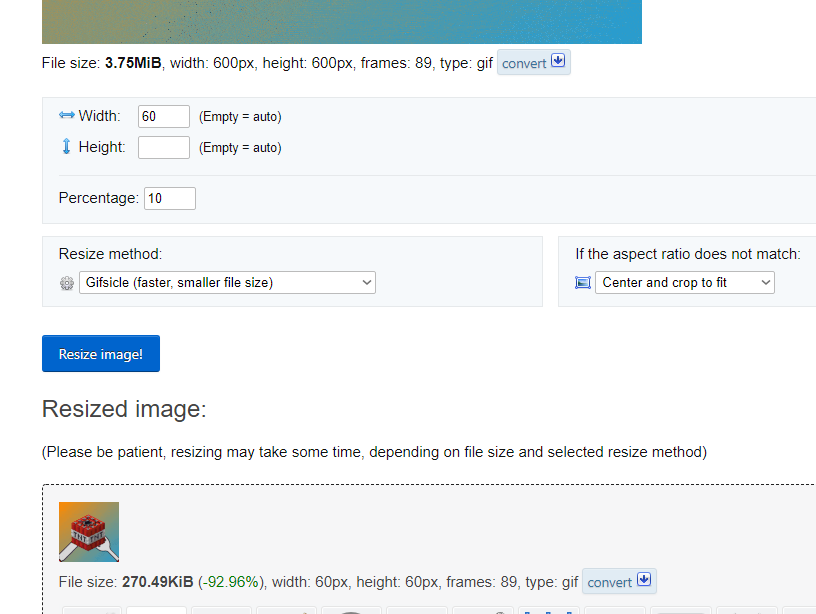 File size: 3.75MiB, width: 600px, height: 600px, frames: 89, type: gif convert
Width: 60 (Empty = auto)
Height: (Empty = auto)
Percentage: 10
Resize method:
Gifsicle (faster, smaller file size)
If the aspect ratio does not match:
Center and crop to fit
Resize image!
Resized image:
(Please be patient, resizing may take some time, depending on file size and selected resize method)
TNT TNT
File size: 270.49KiB (-92.96%), width: 60px, height: 60px, frames: 89, type: gif convert